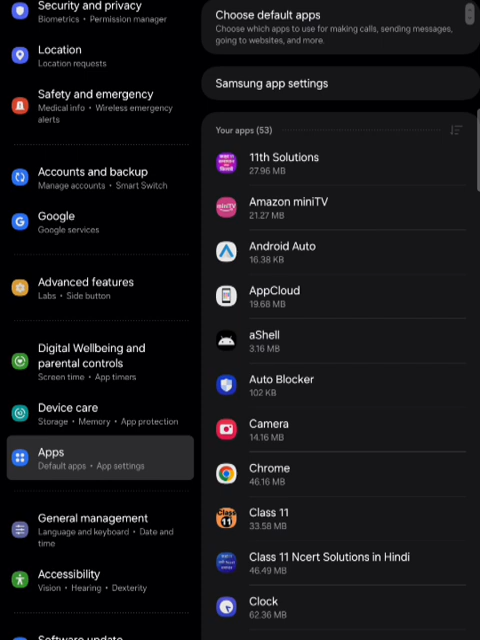 Security and privacy
Biometrics • Permission manager
Location
Location requests
Safety and emergency
Medical info • Wireless emergency
alerts
Accounts and backup
Manage accounts • Smart Switch
Google
Google services
Advanced features
Labs • Side button
Digital Wellbeing and
parental controls
Screen time • App timers
Device care
Storage • Memory • App protection
Apps
Default apps • App settings
General management
Language and keyboard • Date and
time
Accessibility
Vision • Hearing • Dexterity
Software update
Choose default apps
Choose which apps to use for making calls, sending messages,
going to websites, and more.
Samsung app settings
Your apps (53)
11th Solutions
27.96 MB
miniTV
Amazon miniTV
21.27 MB
Android Auto
16.38 KB
AppCloud
19.68 MB
aShell
3.16 MB
Auto Blocker
102 KB
Camera
14.16 MB
Chrome
46.16 MB
Class
11
Class 11
33.58 MB
Class 11 Ncert Solutions in Hindi
46.49 MB
Clock
62.36 MB